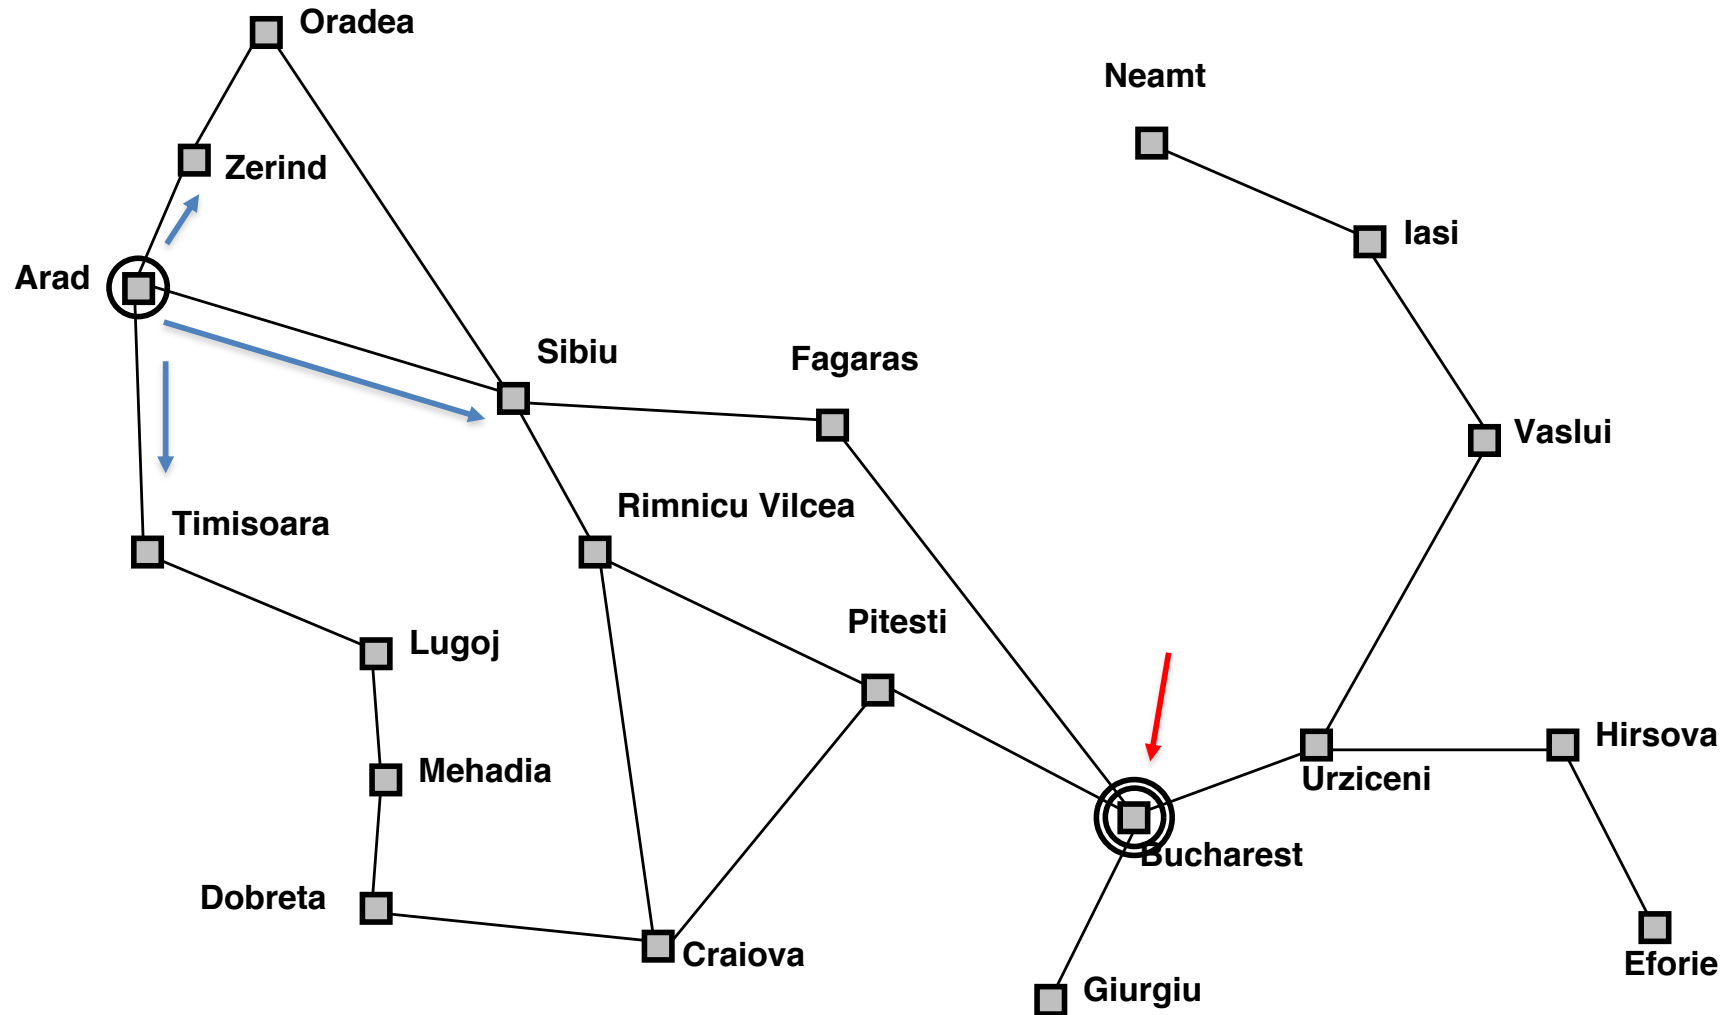 Oradea
Neamt
Zerind
Iasi
Arad
Sibiu
Fagaras
Vaslui
Rimnicu Vilcea
Timisoara
Pitesti
Lugoj
Hirsova
Mehadia
Urziceni
Bucharest
Dobreta
Craiova
Eforie
Giurgiu